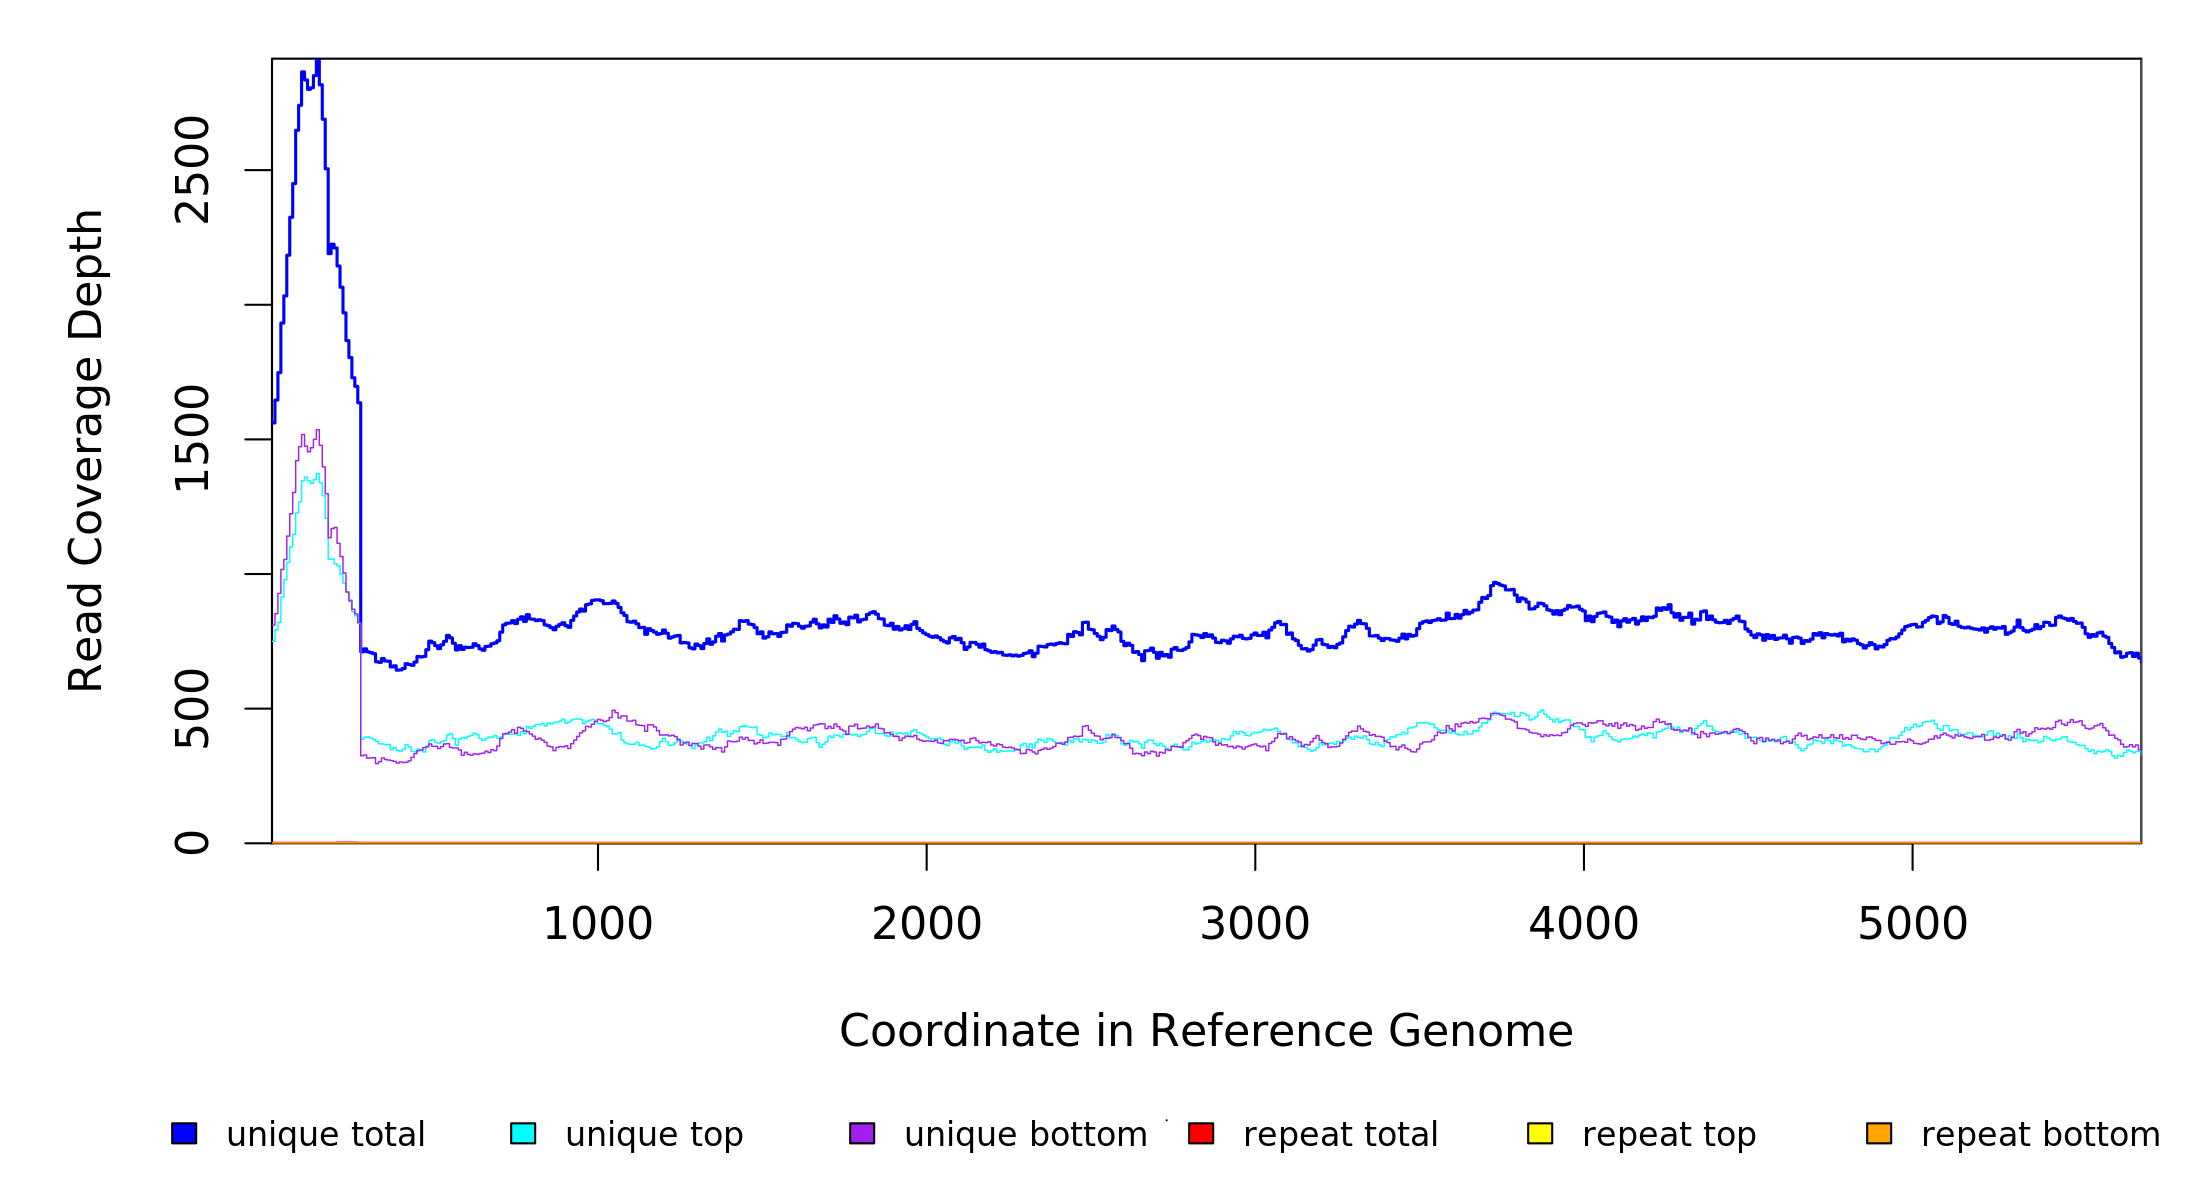 Read Coverage Depth
2500
1500
500
0
1000 2000 3000 4000 5000
Coordinate in Reference Genome
unique total unique top unique bottom repeat total repeat top repeat bottom